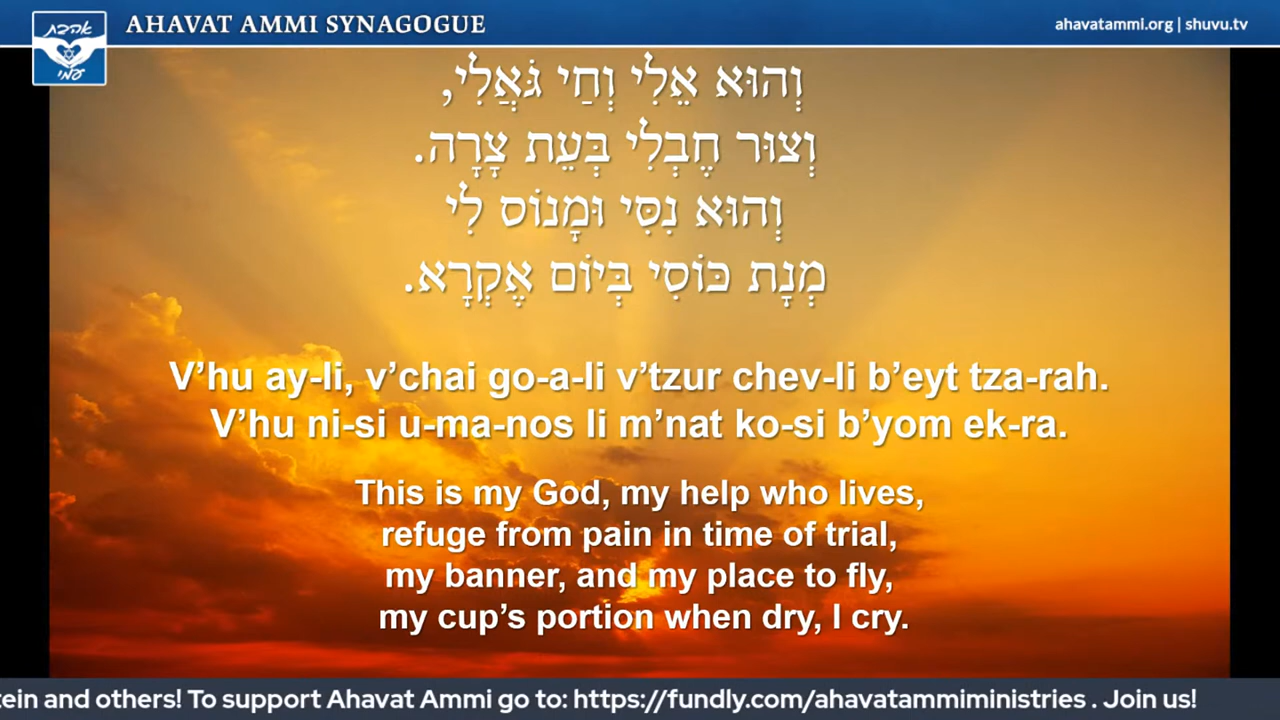 אהבת
עמי
AHAVAT AMMI SYNAGOGUE
ahavatammi.org | shuvu.tv
וְהוּא אֵלִי וְחַי גֹּאֲלִי,
וְצוּר חֶבְלִי בְּעֵת צָרָה.
וְהוּא נִסִּי וּמָנוֹס לִי
מְנָת כּוֹסִי בְּיוֹם אֶקְרָא.
V’hu ay-li, v’chai go-a-li v’tzur chev-li b’eyt tza-rah.
V’hu ni-si u-ma-nos li m’nat ko-si b’yom ek-ra.
This is my God, my help who lives,
refuge from pain in time of trial,
my banner, and my place to fly,
my cup’s portion when dry, I cry.
tein and others! To support Ahavat Ammi go to: https://fundly.com/ahavatammiministries . Join us!